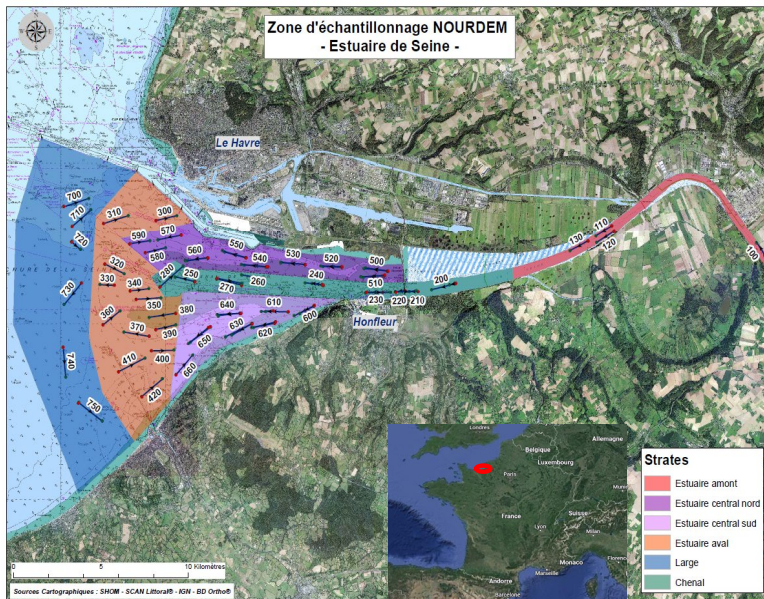 Zone d'échantillonnage NOURDEM
- Estuaire de Seine -
Le Havre
700
710
720
310
300
590
570
580
560
550
540
530
520
500
320
330
340
280
250
270
260
240
510
200
130
110
120
100
730
350
360
380
370
390
640
610
230
220
210
600
Honfleur
630
620
650
740
410
400
660
420
750
Londres
Allemagne
Belgique
Luxembourg
Paris
France
Suisse
Lyon
Milan
Monaco
Marseille
Andorre
Barcelone
Strates
Estuaire amont
Estuaire central nord
Estuaire central sud
Estuaire aval
Large
Chenal
0
5
10 Kilomètres
Sources Cartographiques : SHOM - SCAN Littoral® - IGN - BD Ortho®